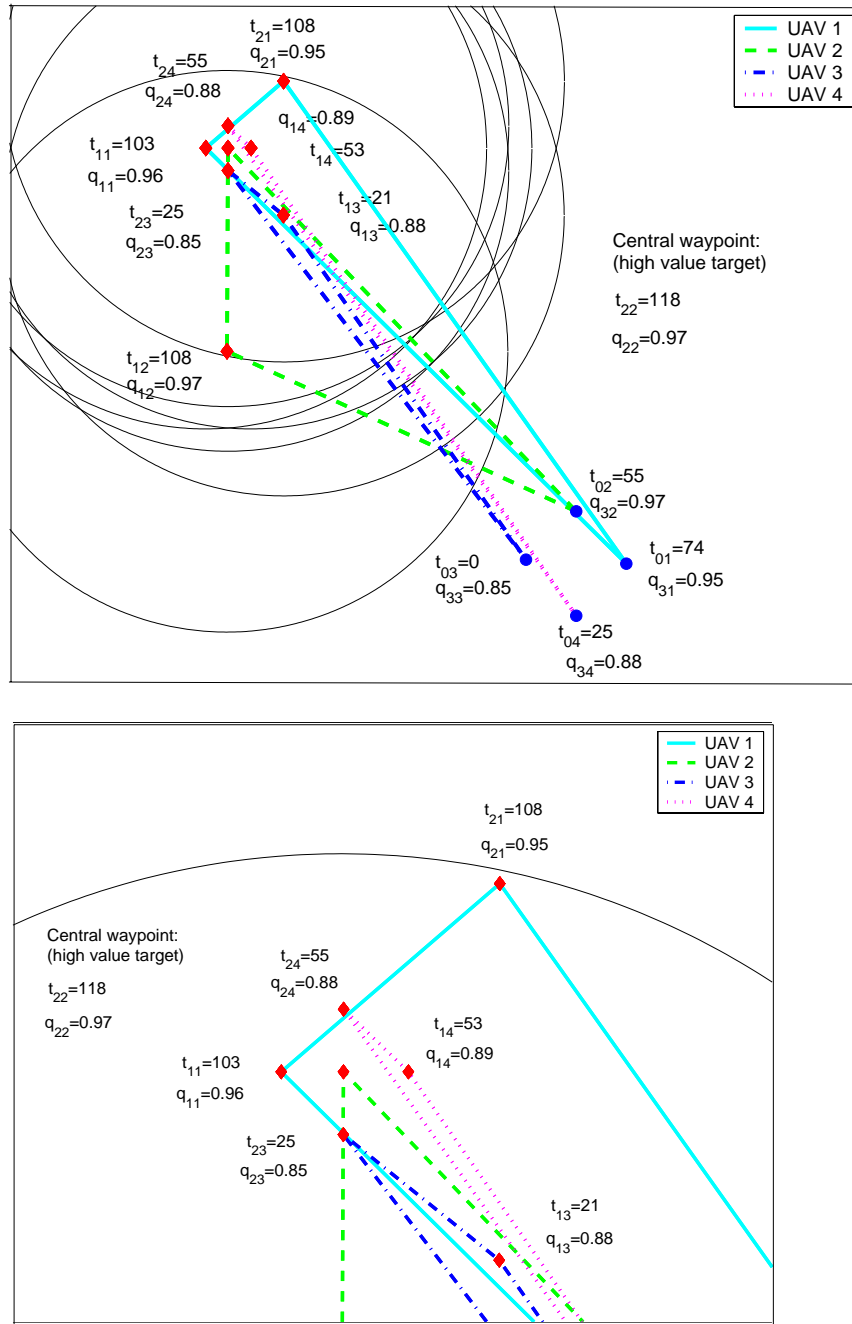 t21=108
q21=0.95
t24=55
q24=0.88
q14=0.89
t14=53
t11=103
q11=0.96
t13=21
q13=0.88
t23=25
q23=0.85
t12=108
q12=0.97
Central waypoint:
(high value target)
t22=118
q22=0.97
t02=55
q32=0.97
t01=74
q31=0.95
t03=0
q33=0.85
t04=25
q34=0.88
UAV 1
UAV 2
UAV 3
UAV 4
UAV 1
UAV 2
UAV 3
UAV 4
t21=108
q21=0.95
Central waypoint:
(high value target)
t22=118
q22=0.97
t24=55
q24=0.88
t14=53
q14=0.89
t11=103
q11=0.96
t23=25
q23=0.85
t13=21
q13=0.88